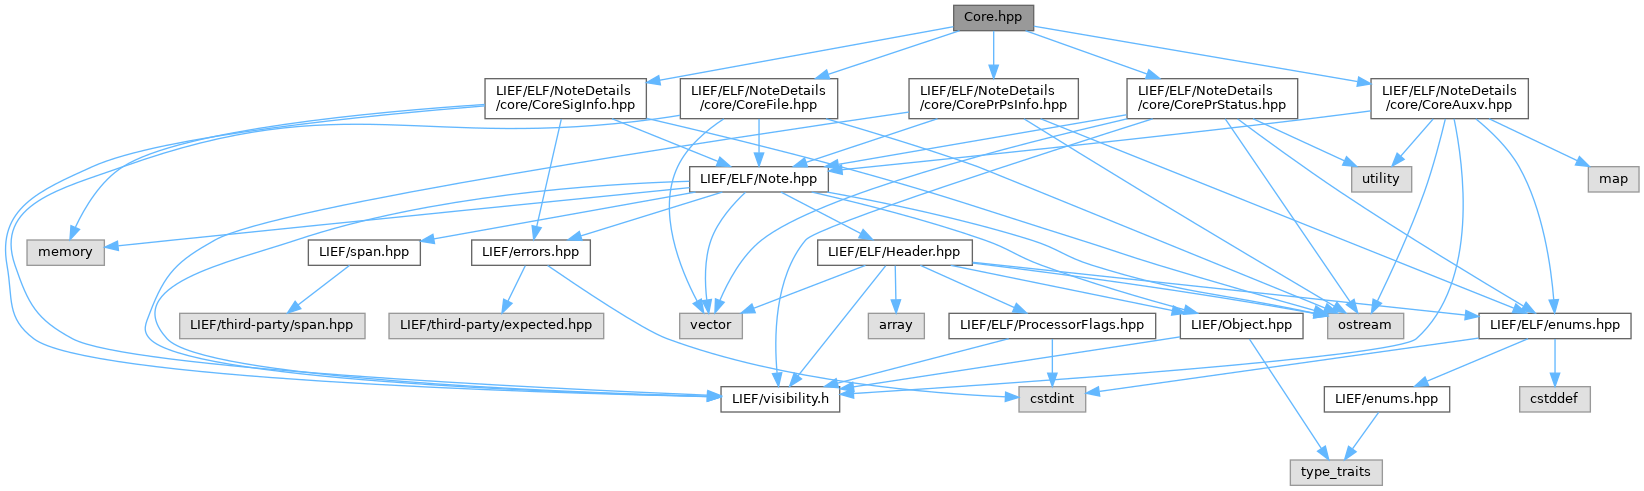 Core.hpp
LIEF/ELF/NoteDetails
/core/CoreSigInfo.hpp
LIEF/ELF/NoteDetails
/core/CoreFile.hpp
LIEF/ELF/NoteDetails
/core/CorePrPsInfo.hpp
LIEF/ELF/NoteDetails
/core/CorePrStatus.hpp
LIEF/ELF/NoteDetails
/core/CoreAuxv.hpp
LIEF/ELF/Note.hpp
utility
map
memory
LIEF/span.hpp
LIEF/errors.hpp
LIEF/ELF/Header.hpp
LIEF/third-party/span.hpp
LIEF/third-party/expected.hpp
vector
array
LIEF/ELF/ProcessorFlags.hpp
LIEF/Object.hpp
ostream
LIEF/ELF/enums.hpp
LIEF/visibility.h
cstdint
LIEF/enums.hpp
cstddef
type_traits